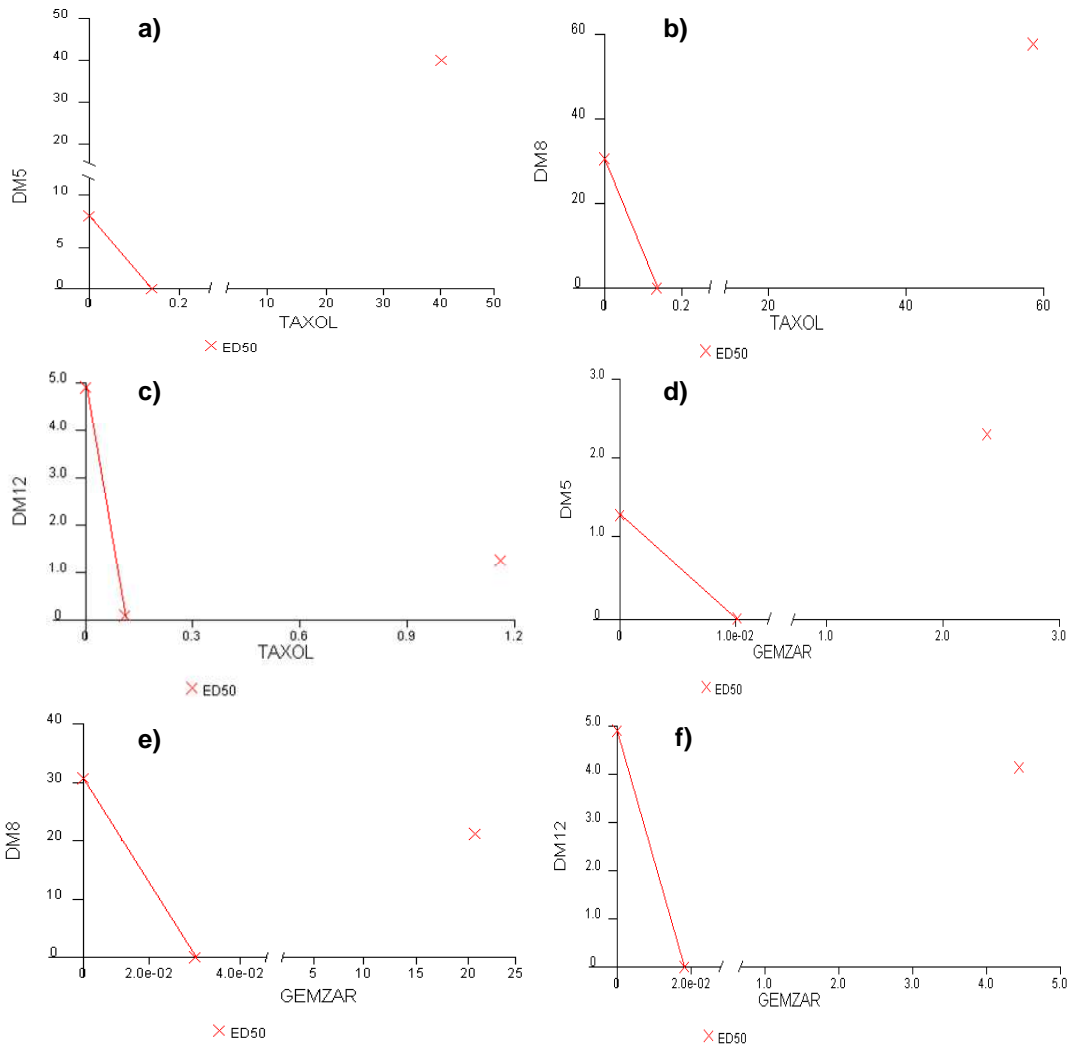 a)
50
40
30
20
10
5
0
DM5
0
0.2
10
20
30
40
50
TAXOL
ED50
b)
60
40
20
0
DM8
0
0.2
20
40
60
TAXOL
ED50
c)
5.0
4.0
3.0
2.0
1.0
0
DM12
0
0.3
0.6
0.9
1.2
TAXOL
ED50
d)
3.0
2.0
1.0
0
DM5
0
1.0e-02
1.0
2.0
3.0
GEMZAR
ED50
e)
40
30
20
10
0
DM8
0
2.0e-02
4.0e-02
5
10
15
20
25
GEMZAR
ED50
f)
5.0
4.0
3.0
2.0
1.0
0
DM12
0
2.0e-02
1.0
2.0
3.0
4.0
5.0
GEMZAR
ED50